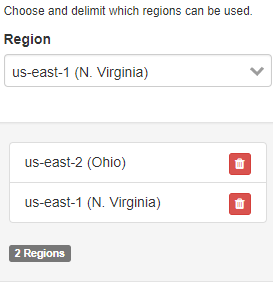 Choose and delimit which regions can be used.
Region
us-east-1 (N. Virginia)
us-east-2 (Ohio)
us-east-1 (N. Virginia)
2 Regions